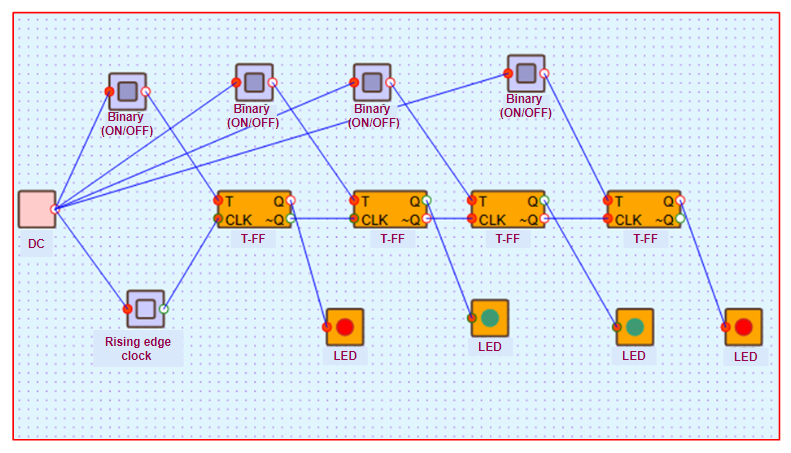 Binary
(ON/OFF)
Binary
(ON/OFF)
Binary
(ON/OFF)
Binary
(ON/OFF)
T Q
CLK ~Q
T-FF
T Q
CLK ~Q
T-FF
T Q
CLK ~Q
T-FF
T Q
CLK ~Q
T-FF
DC
Rising edge
clock
LED
LED
LED
LED